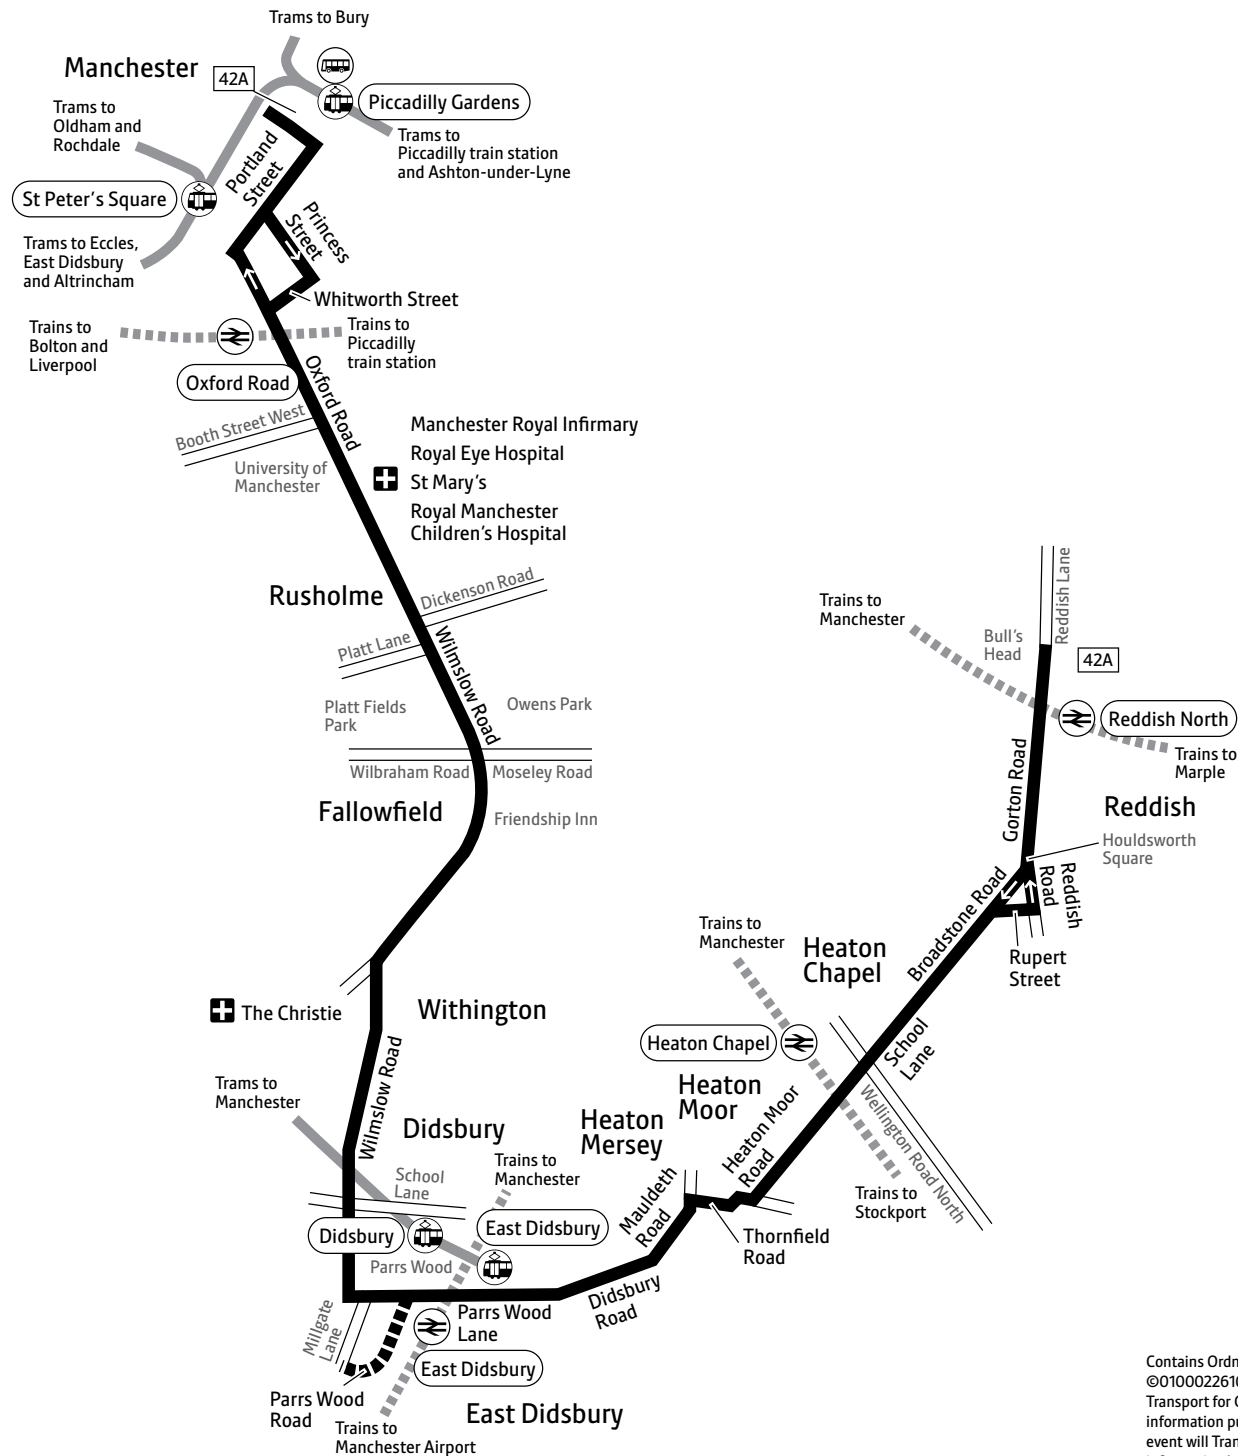 Trams to Bury
Manchester
42A
Piccadilly Gardens
Trams to
Oldham and
Rochdale
Trams to
Piccadilly train station
and Ashton-under-Lyne
Portland
Street
St Peter's Square
Princess
Street
Trams to Eccles,
East Didsbury
and Altrincham
Whitworth Street
Trains to
Bolton and
Liverpool
Trains to
Piccadilly
train station
Oxford Road
Oxford Road
Booth Street West
University of
Manchester
Manchester Royal Infirmary
Royal Eye Hospital
St Mary's
Royal Manchester
Children's Hospital
Rusholme
Dickenson Road
Platt Lane
Wilmslow Road
Platt Fields
Park
Owens Park
Wilbraham Road
Moseley Road
Fallowfield
Friendship Inn
Reddish Lane
Trains to
Manchester
Bull's
Head
42A
Reddish North
Trains to
Marple
Gorton Road
Reddish
Houldsworth
Square
Reddish
Road
Broadstone Road
Rupert
Street
Trains to
Manchester
Heaton
Chapel
The Christie
Withington
Heaton Chapel
School
Lane
Wilmslow Road
Trams to
Manchester
Heaton
Moor
Heaton Moor
Road
Wellington Road North
Didsbury
Heaton
Mersey
School
Lane
Trains to
Manchester
Mauldeth
Road
Trains to
Stockport
Didsbury
East Didsbury
Thornfield
Road
Parrs Wood
Didsbury
Road
Millgate
Lane
Parrs Wood
Lane
East Didsbury
Parrs Wood
Road
East Didsbury
Trains to
Manchester Airport
Contains Ordn
©0100022610
Transport for G
information pu
event will Tran